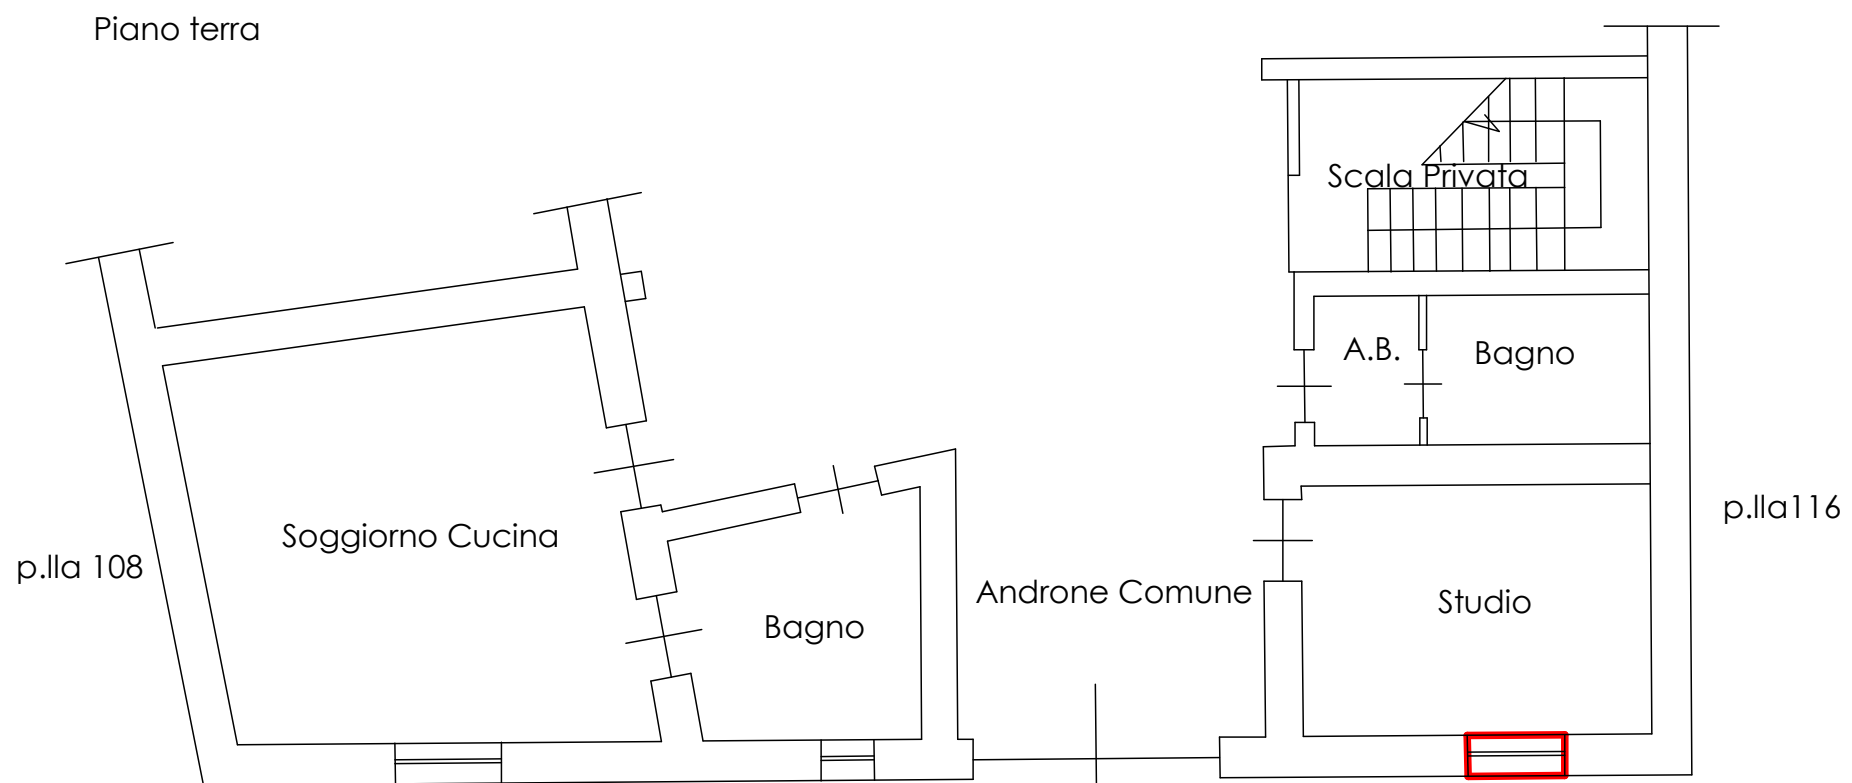 Piano terra
Scala Privata
A.B.
Bagno
Soggiorno Cucina
p.lla 108
Bagno
Androne Comune
Studio
p.lla116